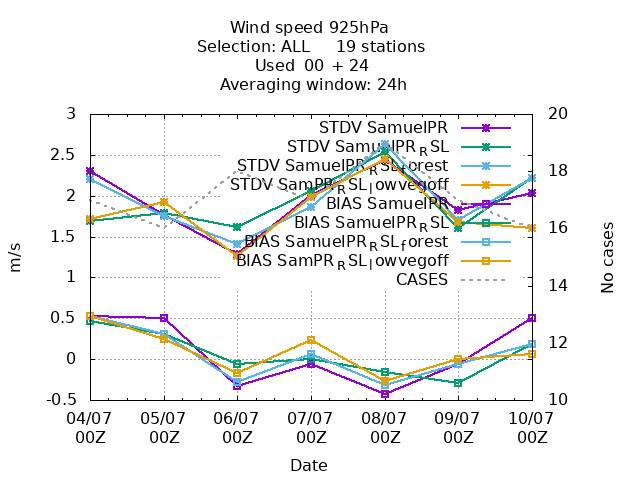 Wind speed 925hPa
Selection: ALL 19 stations
Used 00 + 24
Averaging window: 24h
3
2.5
2
1.5
1
0.5
0
-0.5
m/s
20
18
16
14
12
10
No cases
STDV SamuelPR
STDV SamuelPR_RSL
STDV SamuelPR_RSL_forest
STDV SamPR_RSL_lowvegoff
BIAS SamuelPR
BIAS SamuelPR_RSL
BIAS SamuelPR_RSL_forest
BIAS SamPR_RSL_lowvegoff
CASES
04/07 05/07 06/07 07/07 08/07 09/07 10/07
00Z 00Z 00Z 00Z 00Z 00Z 00Z
Date